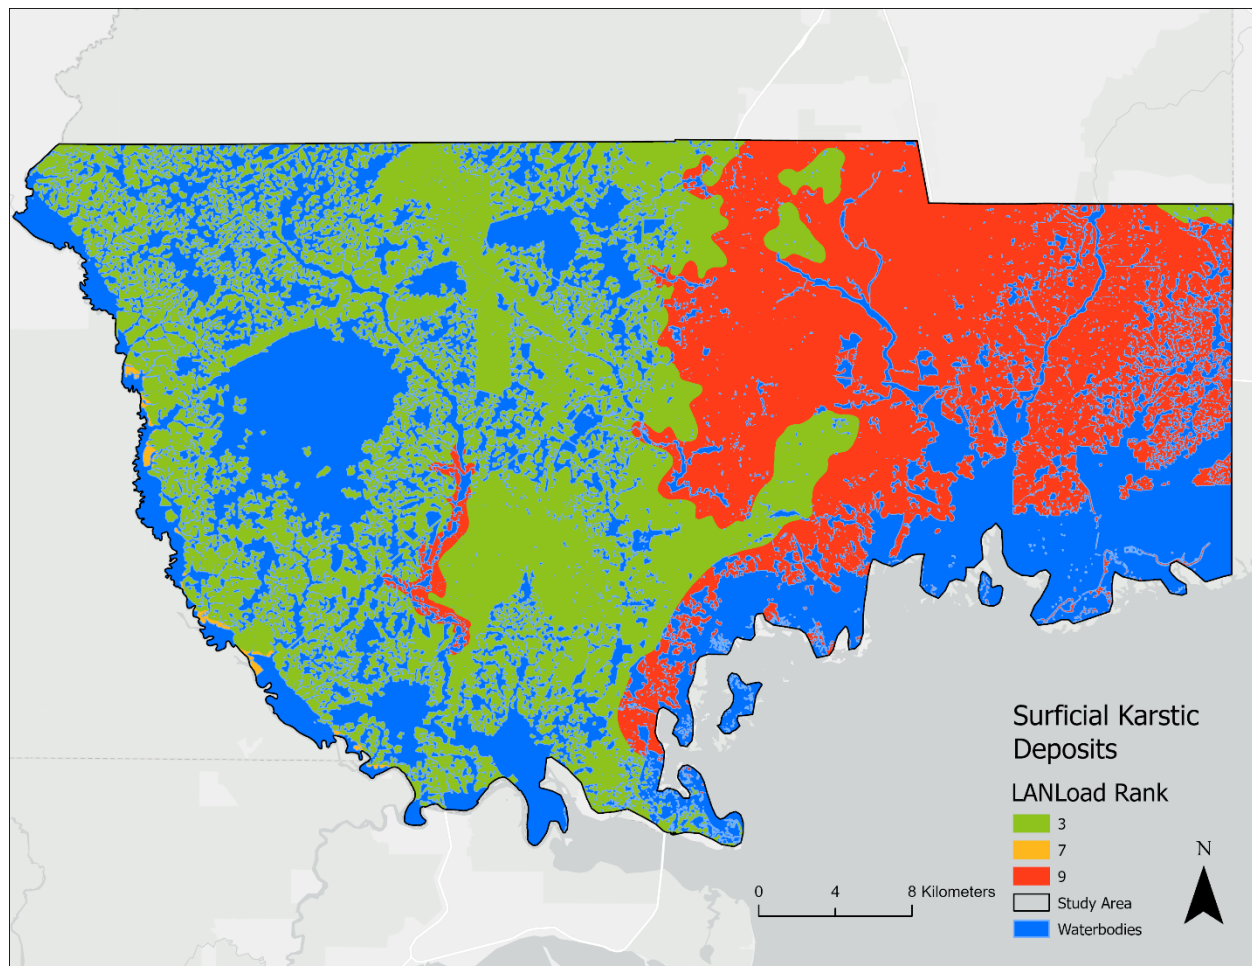 Surficial Karstic
Deposits
LANLoad Rank
3
7
9
Study Area
Waterbodies
N
0 4 8 Kilometers